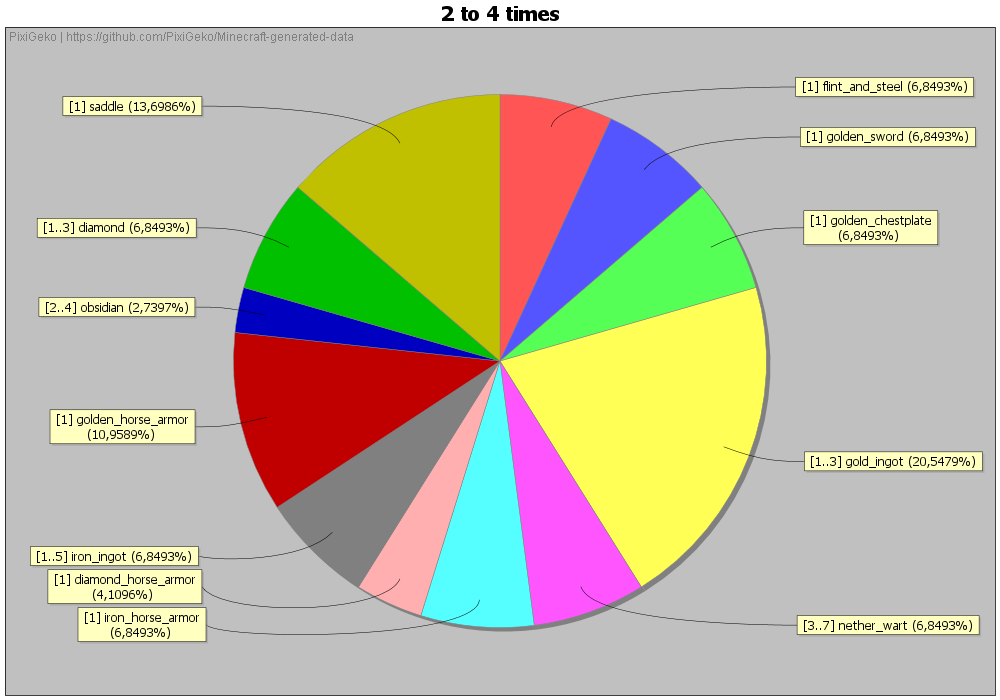 2 to 4 times
PixiGeko | https://github.com/PixiGeko/Minecraft-generated-data
[1] flint_and_steel (6,8493%)
[1] golden_sword (6,8493%)
[1] golden_chestplate
(6,8493%)
[1..3] gold_ingot (20,5479%)
[3..7] nether_wart (6,8493%)
[1] saddle (13,6986%)
[1..3] diamond (6,8493%)
[2..4] obsidian (2,7397%)
[1] golden_horse_armor
(10,9589%)
[1..5] iron_ingot (6,8493%)
[1] diamond_horse_armor
(4,1096%)
[1] iron_horse_armor
(6,8493%)